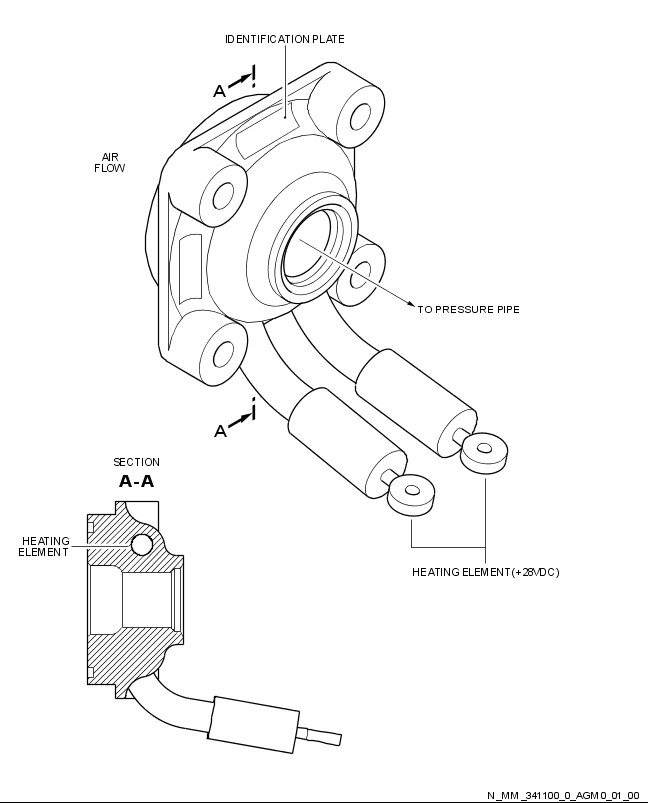 IDENTIFICATION PLATE
A
AIR
FLOW
TO PRESSURE PIPE
A
SECTION
A-A
HEATING
ELEMENT
HEATING ELEMENT (+28VDC)
N_MM_341100_0_AGM0_01_00